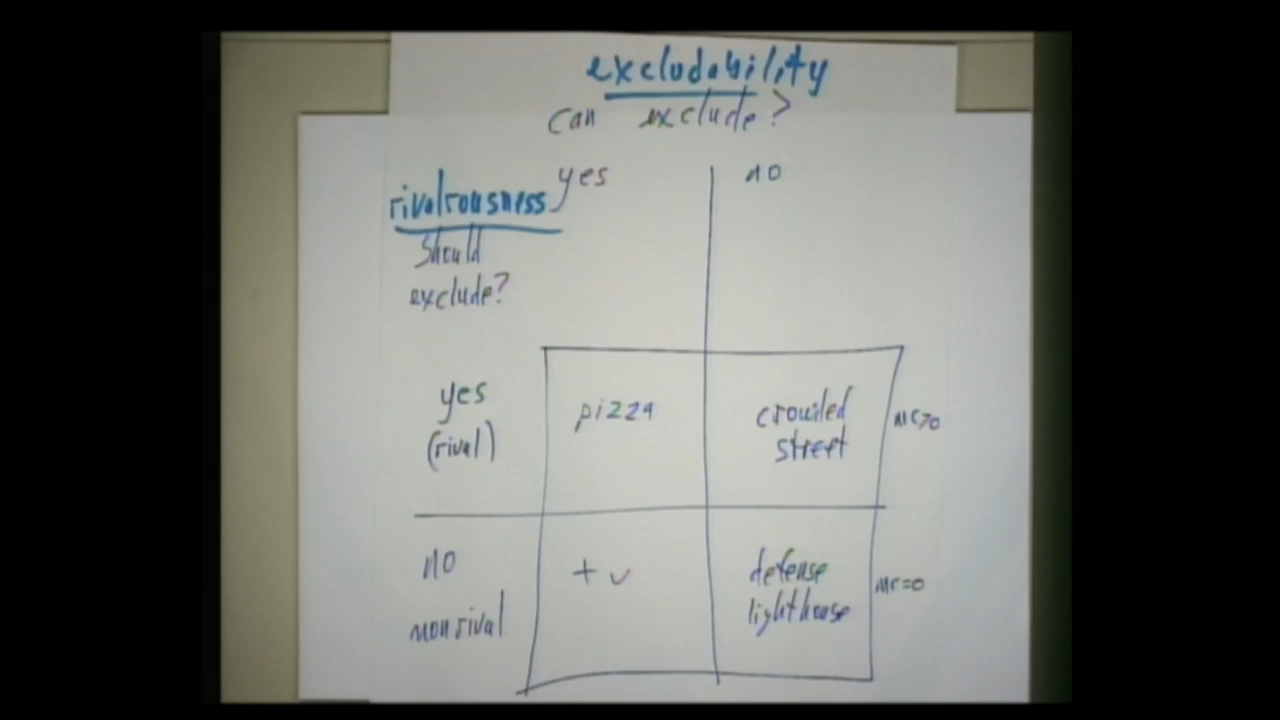 excludability
can exclude?
yes no
rivalrousness
Should
exclude?
yes
(rival)
pizza
crowded
street
MC>0
no
nonrival
tv
defense
lighthouse
MC=0